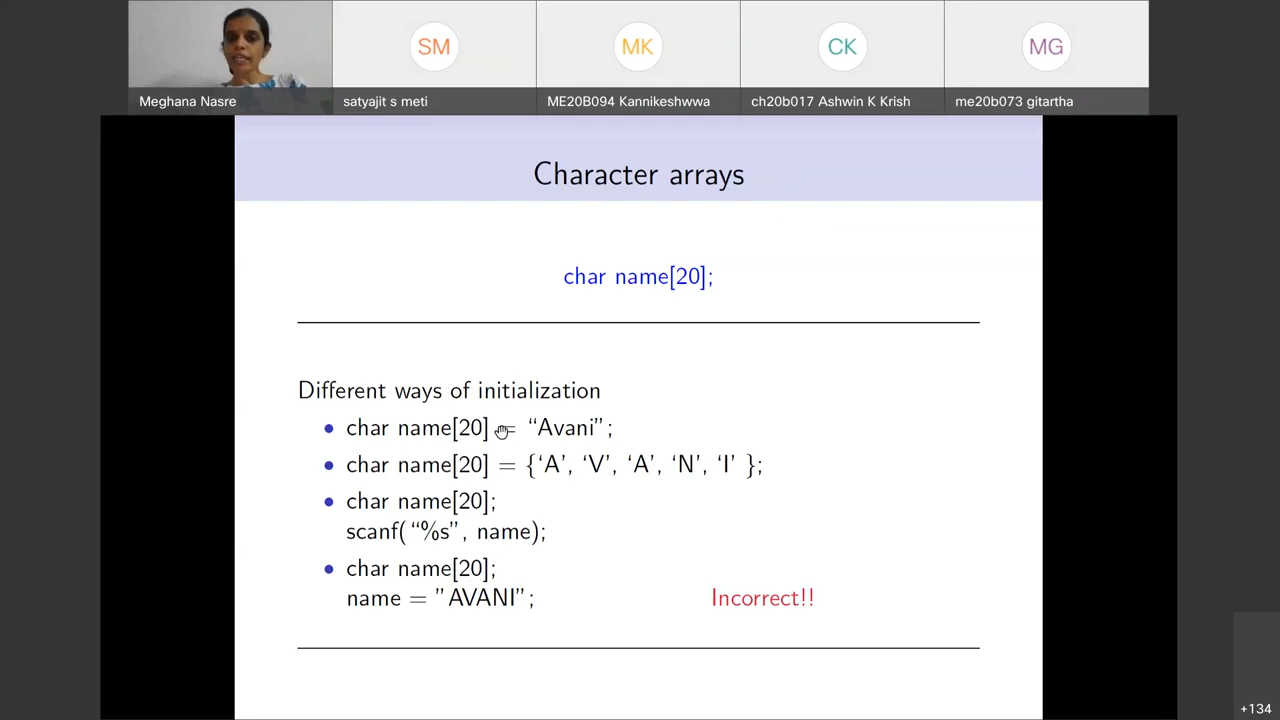 SM
MK
CK
MG
Meghana Nasre
satyajit s meti
ME20B094 Kannikeshwwa
ch20b017 Ashwin K Krish
me20b073 gitartha
Character arrays
char name[20];
Different ways of initialization
• char name[20] = “Avani”;
• char name[20] = {‘A’, ‘V’, ‘A’, ‘N’, ‘I’ };
• char name[20];
scanf(“%s”, name);
• char name[20];
name = ”AVANI”; Incorrect!!
+134